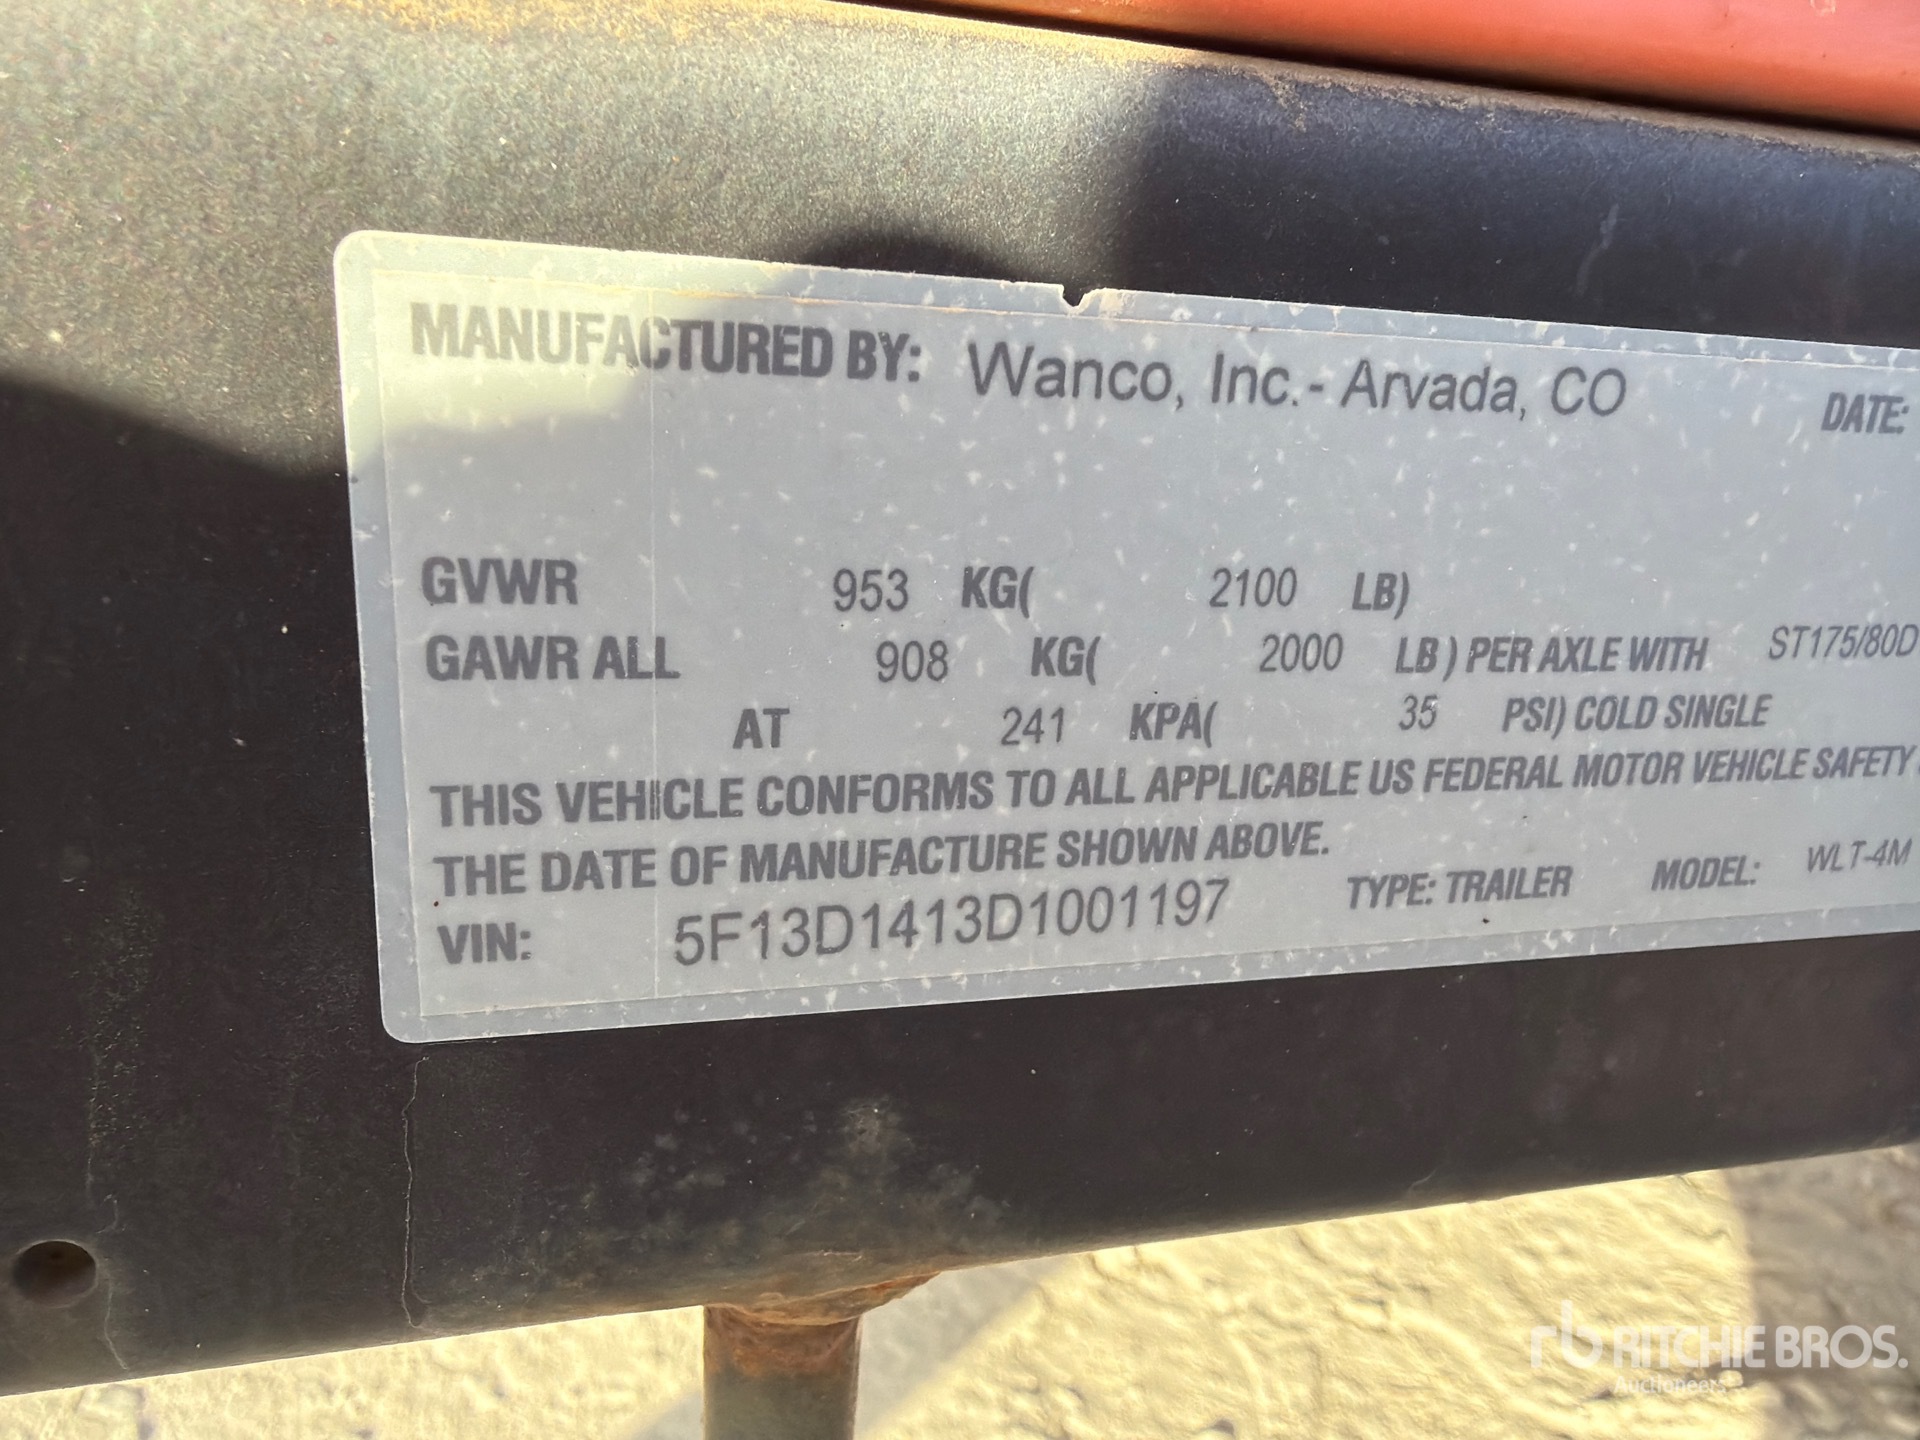 MANUFACTURED BY: Wanco, Inc.- Arvada, CO DATE:
GVWR 953 KG( 2100 LB)
GAWR ALL 908 KG( 2000 LB) PER AXLE WITH ST175/80D
AT 241 KPA( 35 PSI) COLD SINGLE
THIS VEHICLE CONFORMS TO ALL APPLICABLE US FEDERAL MOTOR VEHICLE SAFETY
THE DATE OF MANUFACTURE SHOWN ABOVE.
VIN: 5F13D1413D1001197 TYPE: TRAILER MODEL: WLT-4M
rb RITCHIE BROS.
Auctioneers